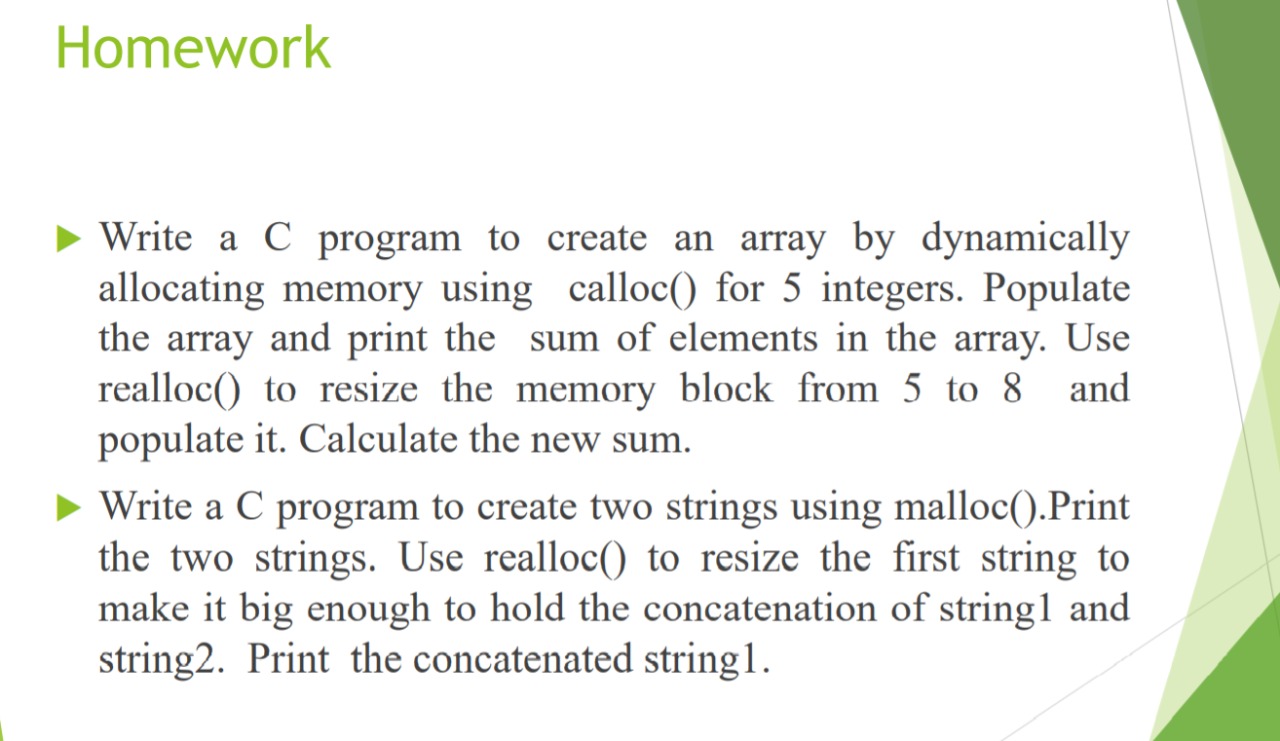 Homework
Write a C program to create an array by dynamically
allocating memory using calloc() for 5 integers. Populate
the array and print the sum of elements in the array. Use
realloc() to resize the memory block from 5 to 8 and
populate it. Calculate the new sum.
Write a C program to create two strings using malloc().Print
the two strings. Use realloc() to resize the first string to
make it big enough to hold the concatenation of string1 and
string2. Print the concatenated string1.